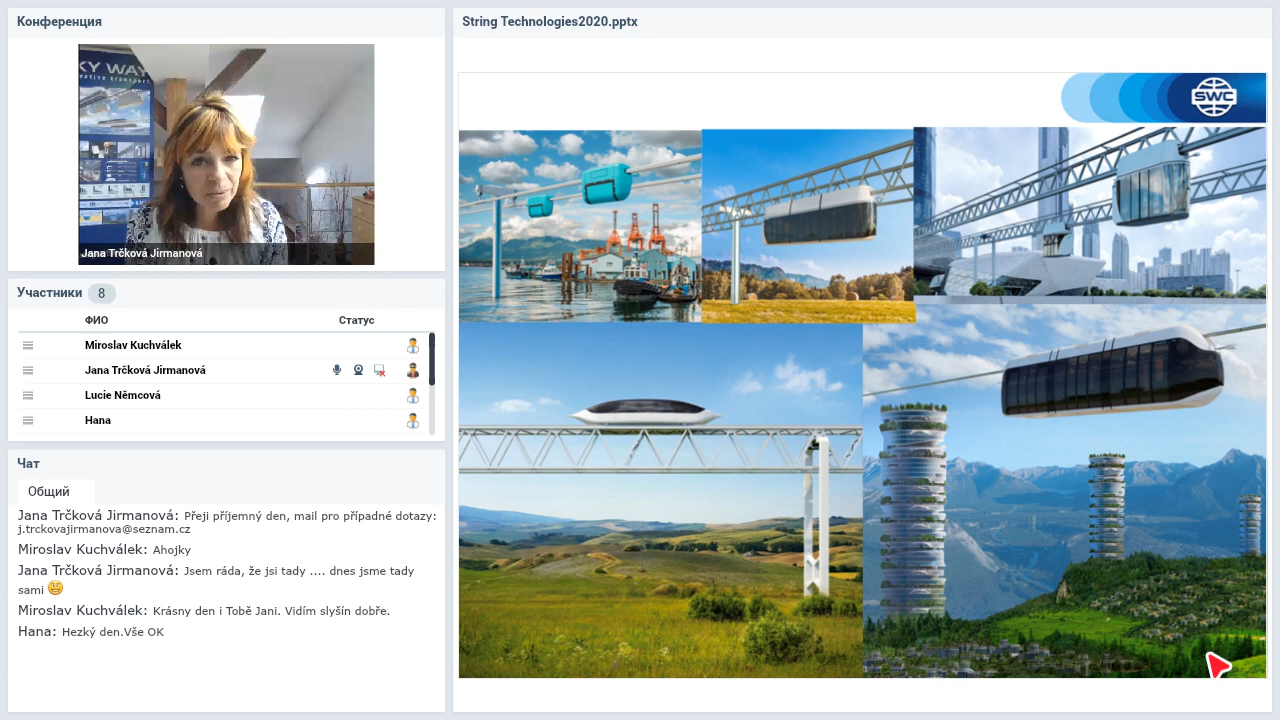 Конференция
KY WAY
Jana Trčková Jirmanová
Участники 8
ФИО Статус
Miroslav Kuchválek
Jana Trčková Jirmanová
Lucie Němcová
Hana
Чат
Общий
Jana Trčková Jirmanová: Přeji příjemný den, mail pro případné dotazy:
j.trckovajirmanova@seznam.cz
Miroslav Kuchválek: Ahojky
Jana Trčková Jirmanová: Jsem ráda, že jsi tady .... dnes jsme tady
sami
Miroslav Kuchválek: Krásny den i Tobě Jani. Vidím slyšín dobře.
Hana: Hezký den.Vše OK
String Technologies2020.pptx
SWC